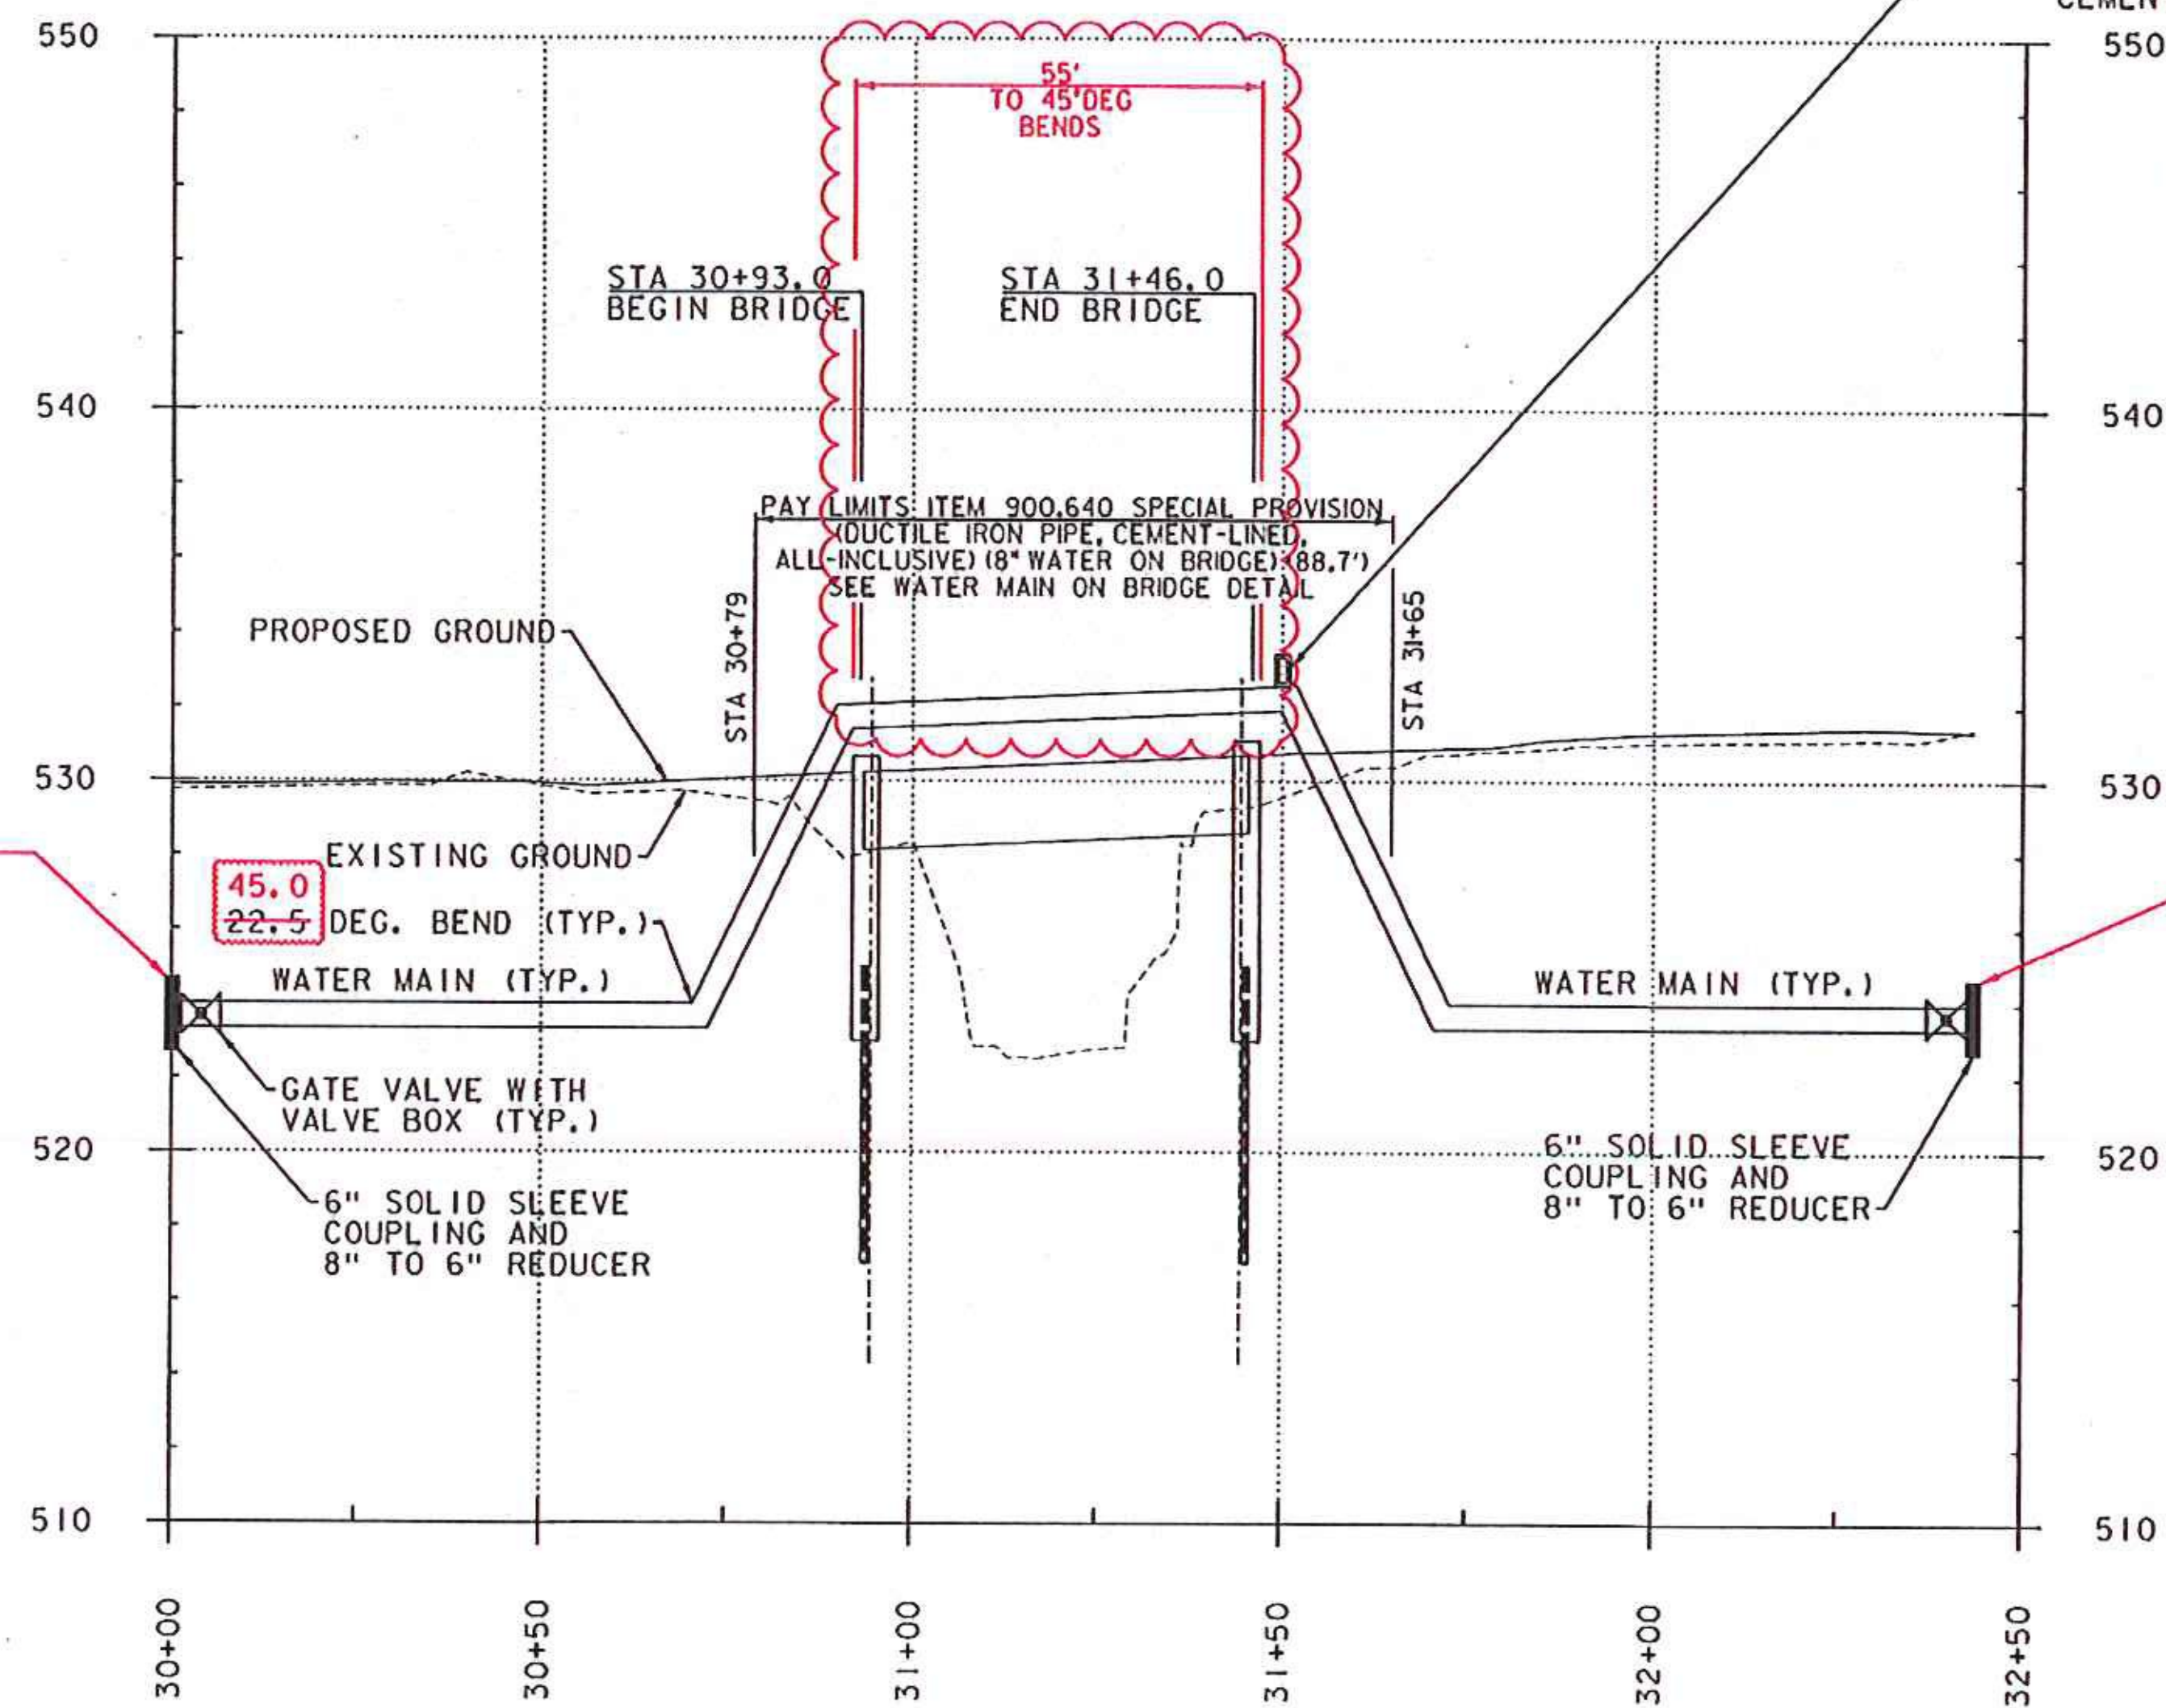 CEMEN
550
550
55'
TO 45'DEG
BENDS
STA 30+93.0
BEGIN BRIDGE
STA 31+46.0
END BRIDGE
540
540
PAY LIMITS ITEM 900.640 SPECIAL PROVISION
(DUCTILE IRON PIPE, CEMENT-LINED,
ALL-INCLUSIVE) (8" WATER ON BRIDGE) (88.7')
SEE WATER MAIN ON BRIDGE DETAIL
STA 30+79
STA 31+65
PROPOSED GROUND
530
530
EXISTING GROUND
45.0
22.5 DEG. BEND (TYP.)
WATER MAIN (TYP.)
WATER MAIN (TYP.)
GATE VALVE WITH
VALVE BOX (TYP.)
520
520
6" SOLID SLEEVE
COUPLING AND
8" TO 6" REDUCER
6" SOLID SLEEVE
COUPLING AND
8" TO 6" REDUCER
510
510
30+00
30+50
31+00
31+50
32+00
32+50